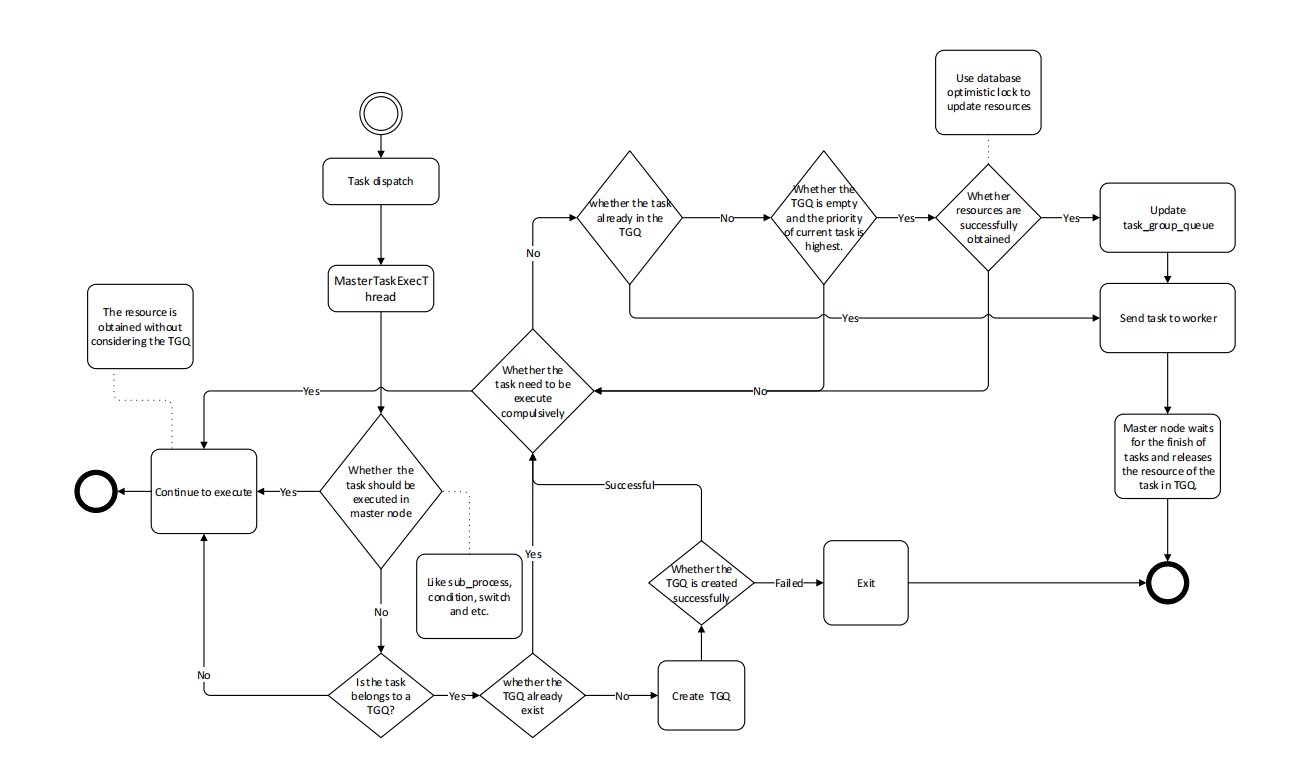 Use database
optimistic lock to
update resources
Task dispatch
whether the task
already in the
TGQ
No
Whether the
TGQ is empty
and the priority
of current task is
highest.
Yes
Whether
resources are
successfully
obtained
Yes
Update
task_group_queue
No
MasterTaskExecT
hread
The resource is
obtained without
considering the TGQ
Yes
Send task to worker
Whether the
task need to be
execute
compulsively
Yes
No
Master node waits
for the finish of
tasks and releases
the resource of the
task in TGQ.
Whether the
task should be
executed in
master node
Continue to execute
Yes
Successful
Yes
Like sub_process,
condition, switch
and etc.
Whether the
TGQ is created
successfully
Failed
Exit
No
No
Is the task
belongs to a
TGQ?
Yes
whether the
TGQ already
exist
No
Create TGQ